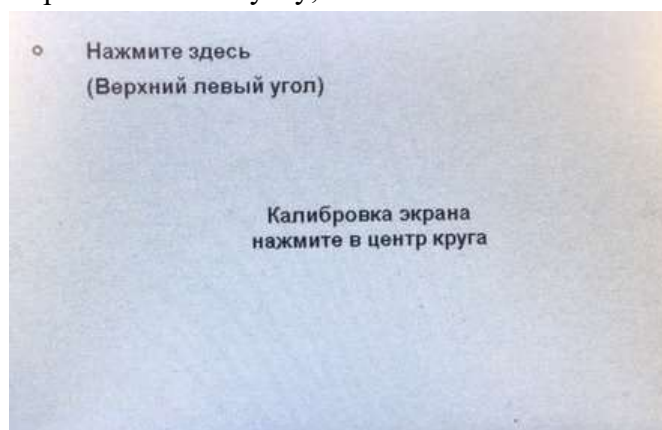 Нажмите здесь
(Верхний левый угол)
Калибровка экрана
нажмите в центр круга